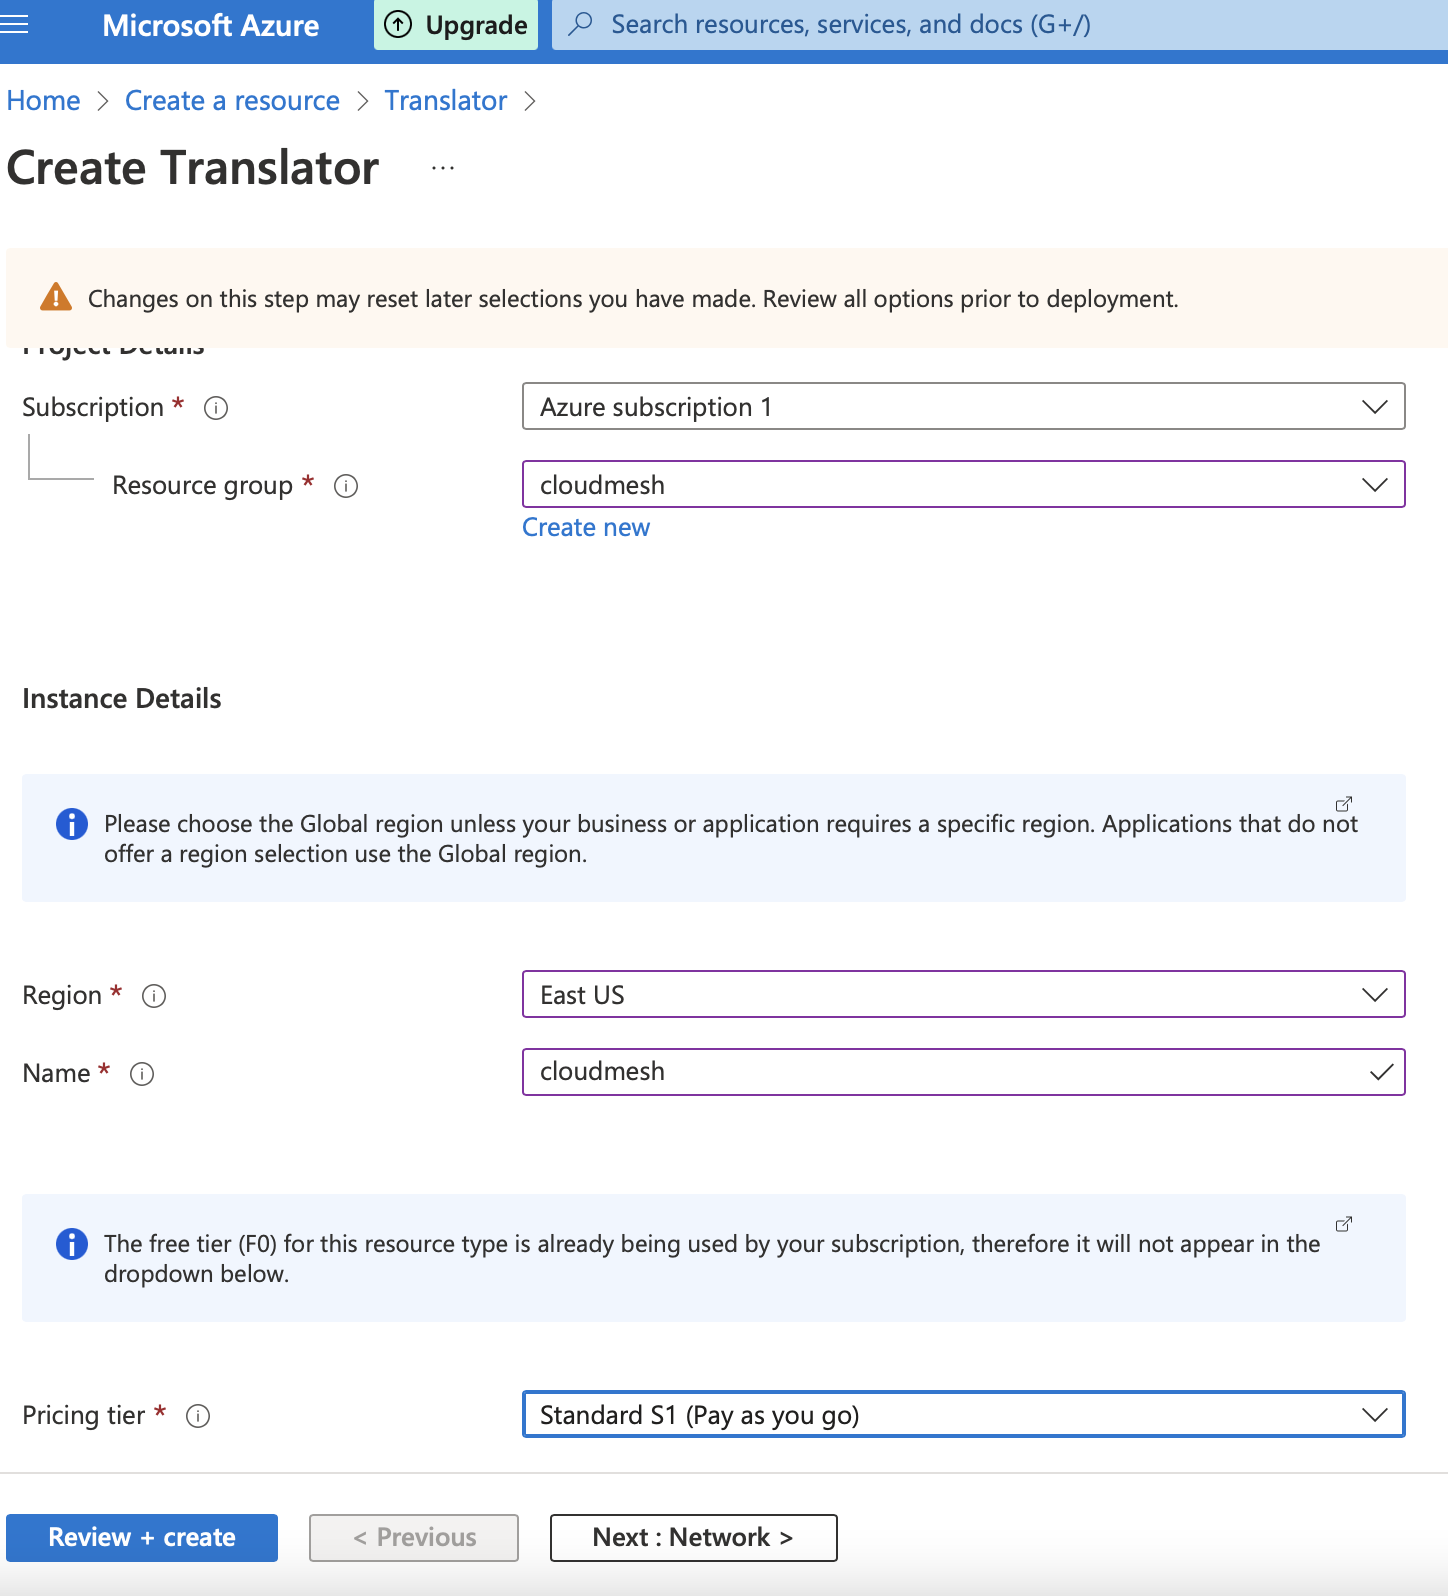 Microsoft Azure
Upgrade
Search resources, services, and docs (G+/)
Home > Create a resource > Translator >
Create Translator ...
Changes on this step may reset later selections you have made. Review all options prior to deployment.
Project Details
Subscription * Azure subscription 1
Resource group * cloudmesh
Create new
Instance Details
Please choose the Global region unless your business or application requires a specific region. Applications that do not
offer a region selection use the Global region.
Region * East US
Name * cloudmesh
The free tier (F0) for this resource type is already being used by your subscription, therefore it will not appear in the
dropdown below.
Pricing tier * Standard S1 (Pay as you go)
Review + create
< Previous
Next : Network >